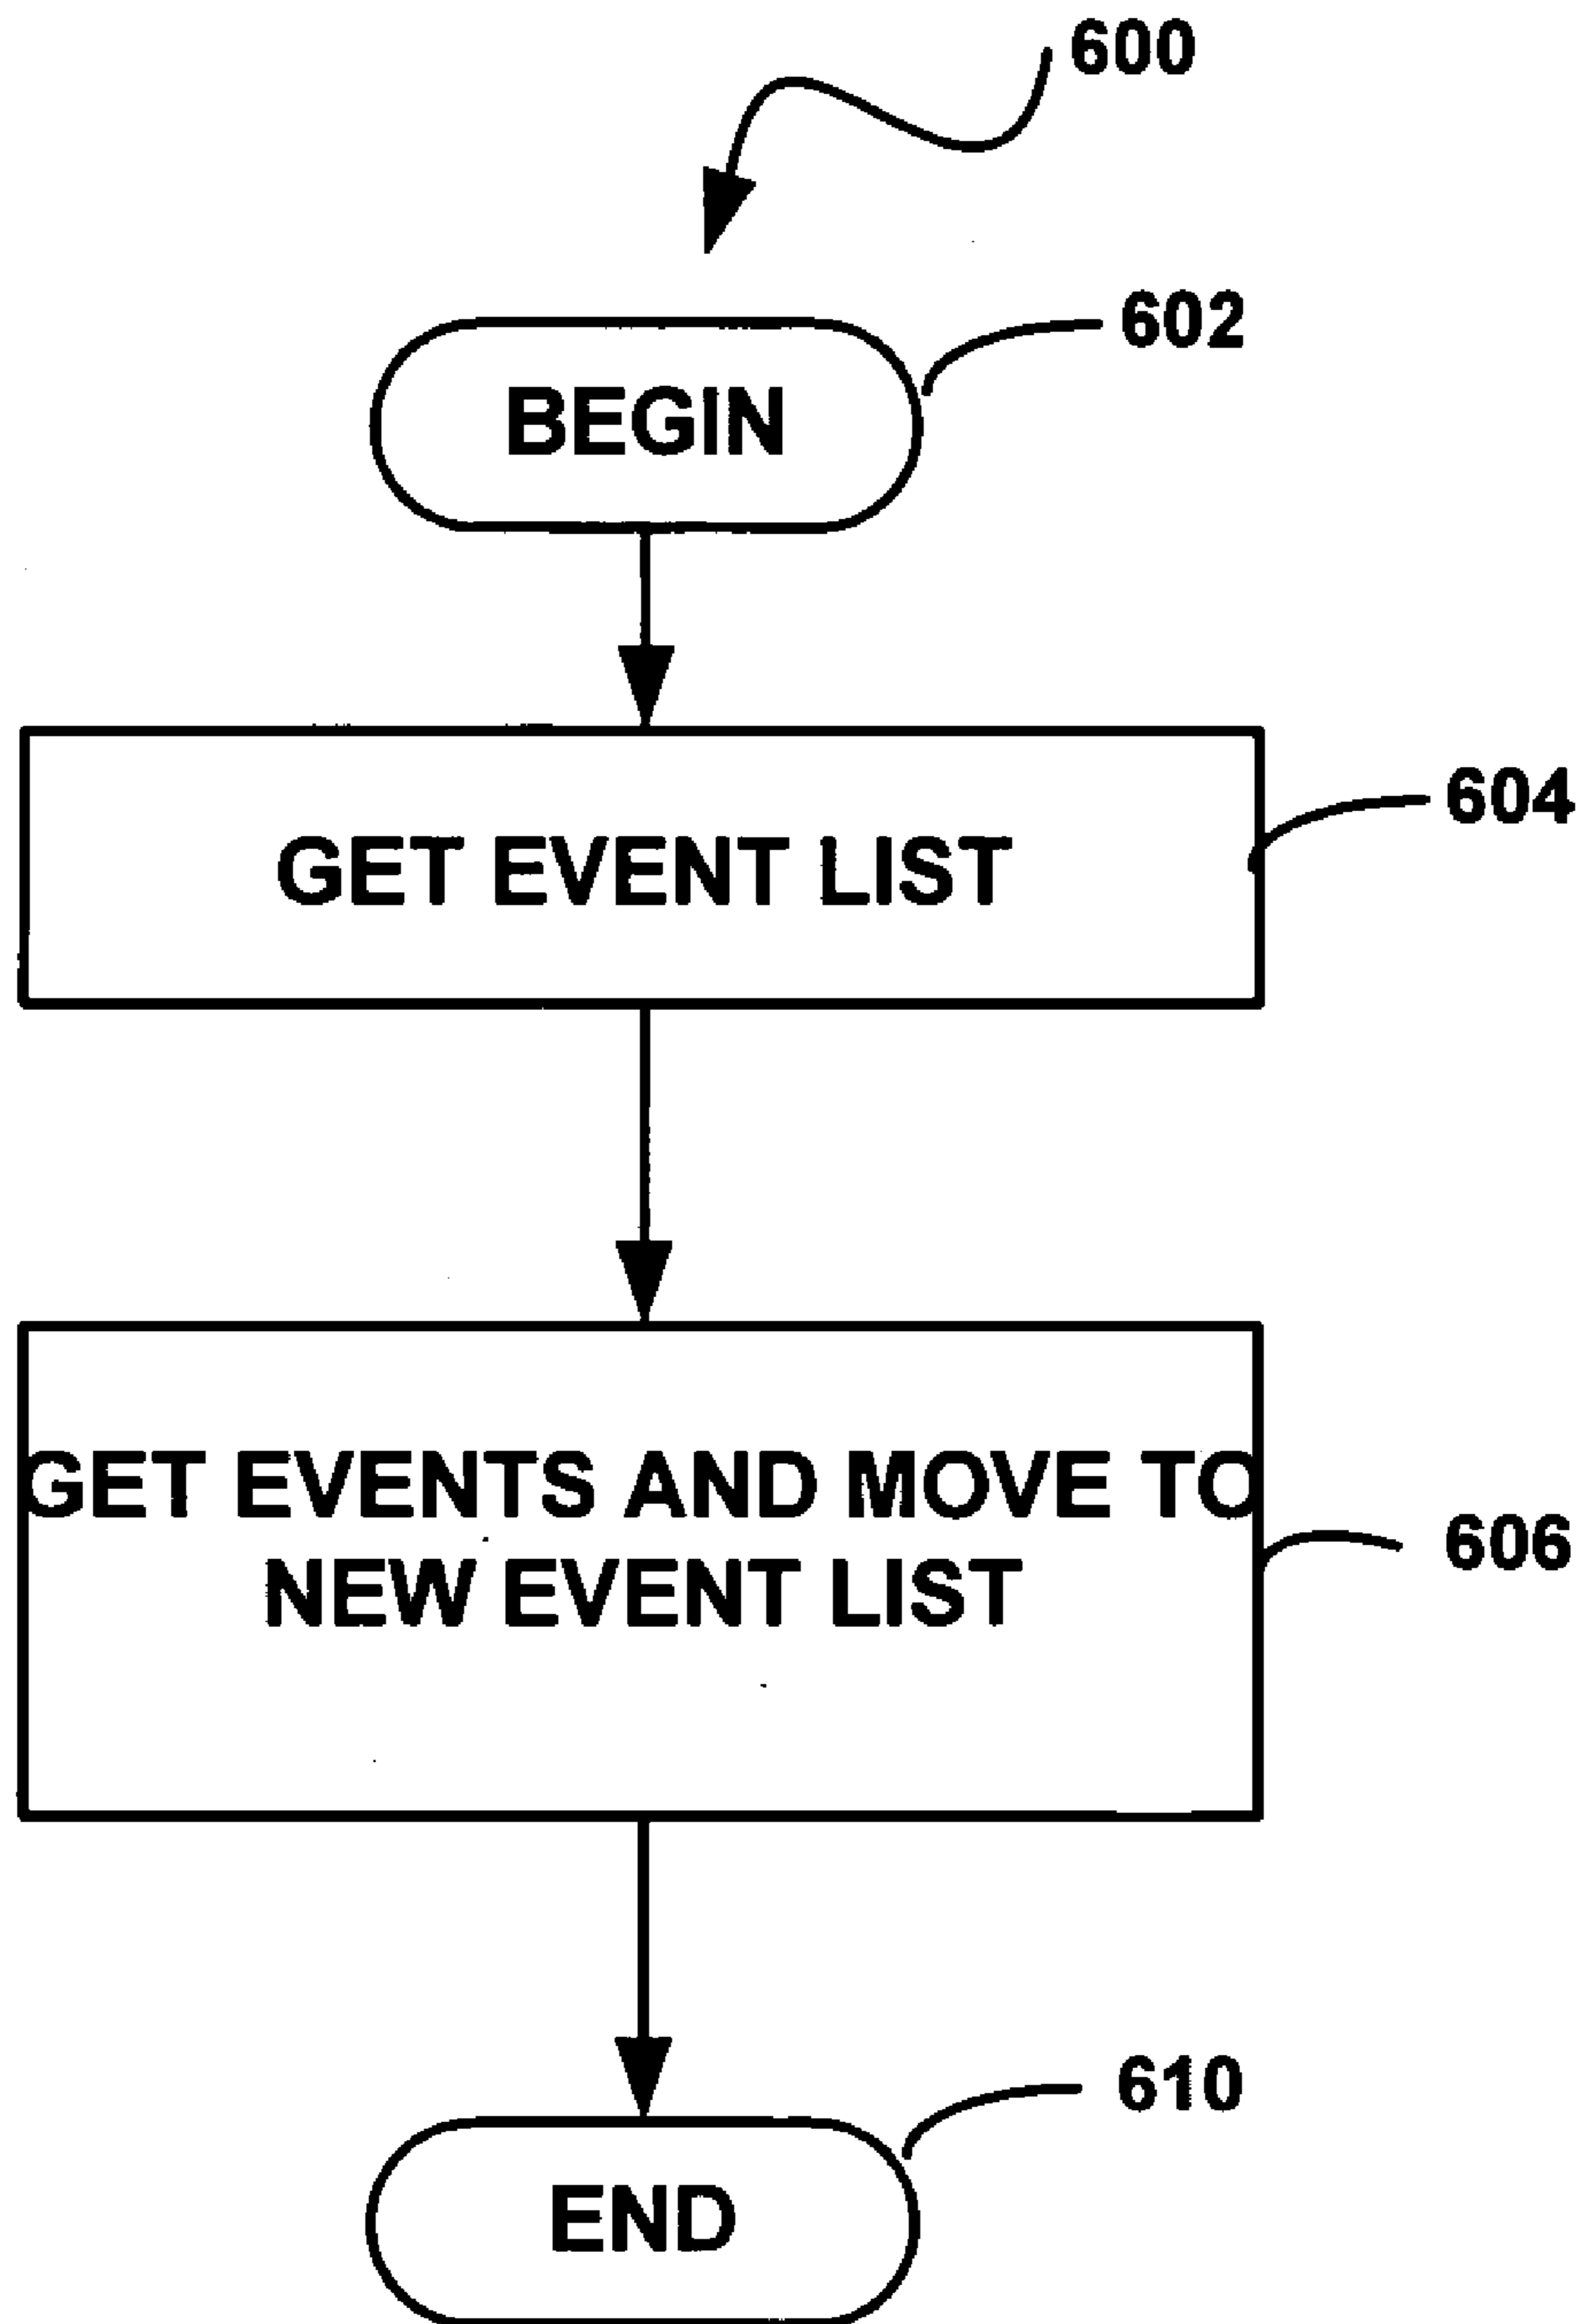 600
602
BEGIN
604
GET EVENT LIST
GET EVENTS AND MOVE TO
NEW EVENT LIST
606
610
END